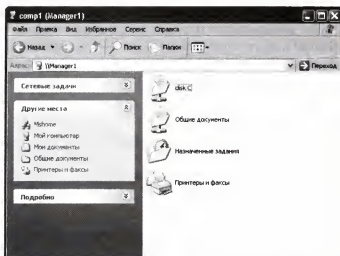 comp1 (Manager1)
Файл Правка Вид Избранное Сервис Справка
Назад Поиск Папки
Адрес: \\Manager1 Переход
Сетевые задачи
Другие места
Mshome
Мой компьютер
Мои документы
Общие документы
Принтеры и факсы
Подробно
disk C
Общие документы
Назначенные задания
Принтеры и факсы